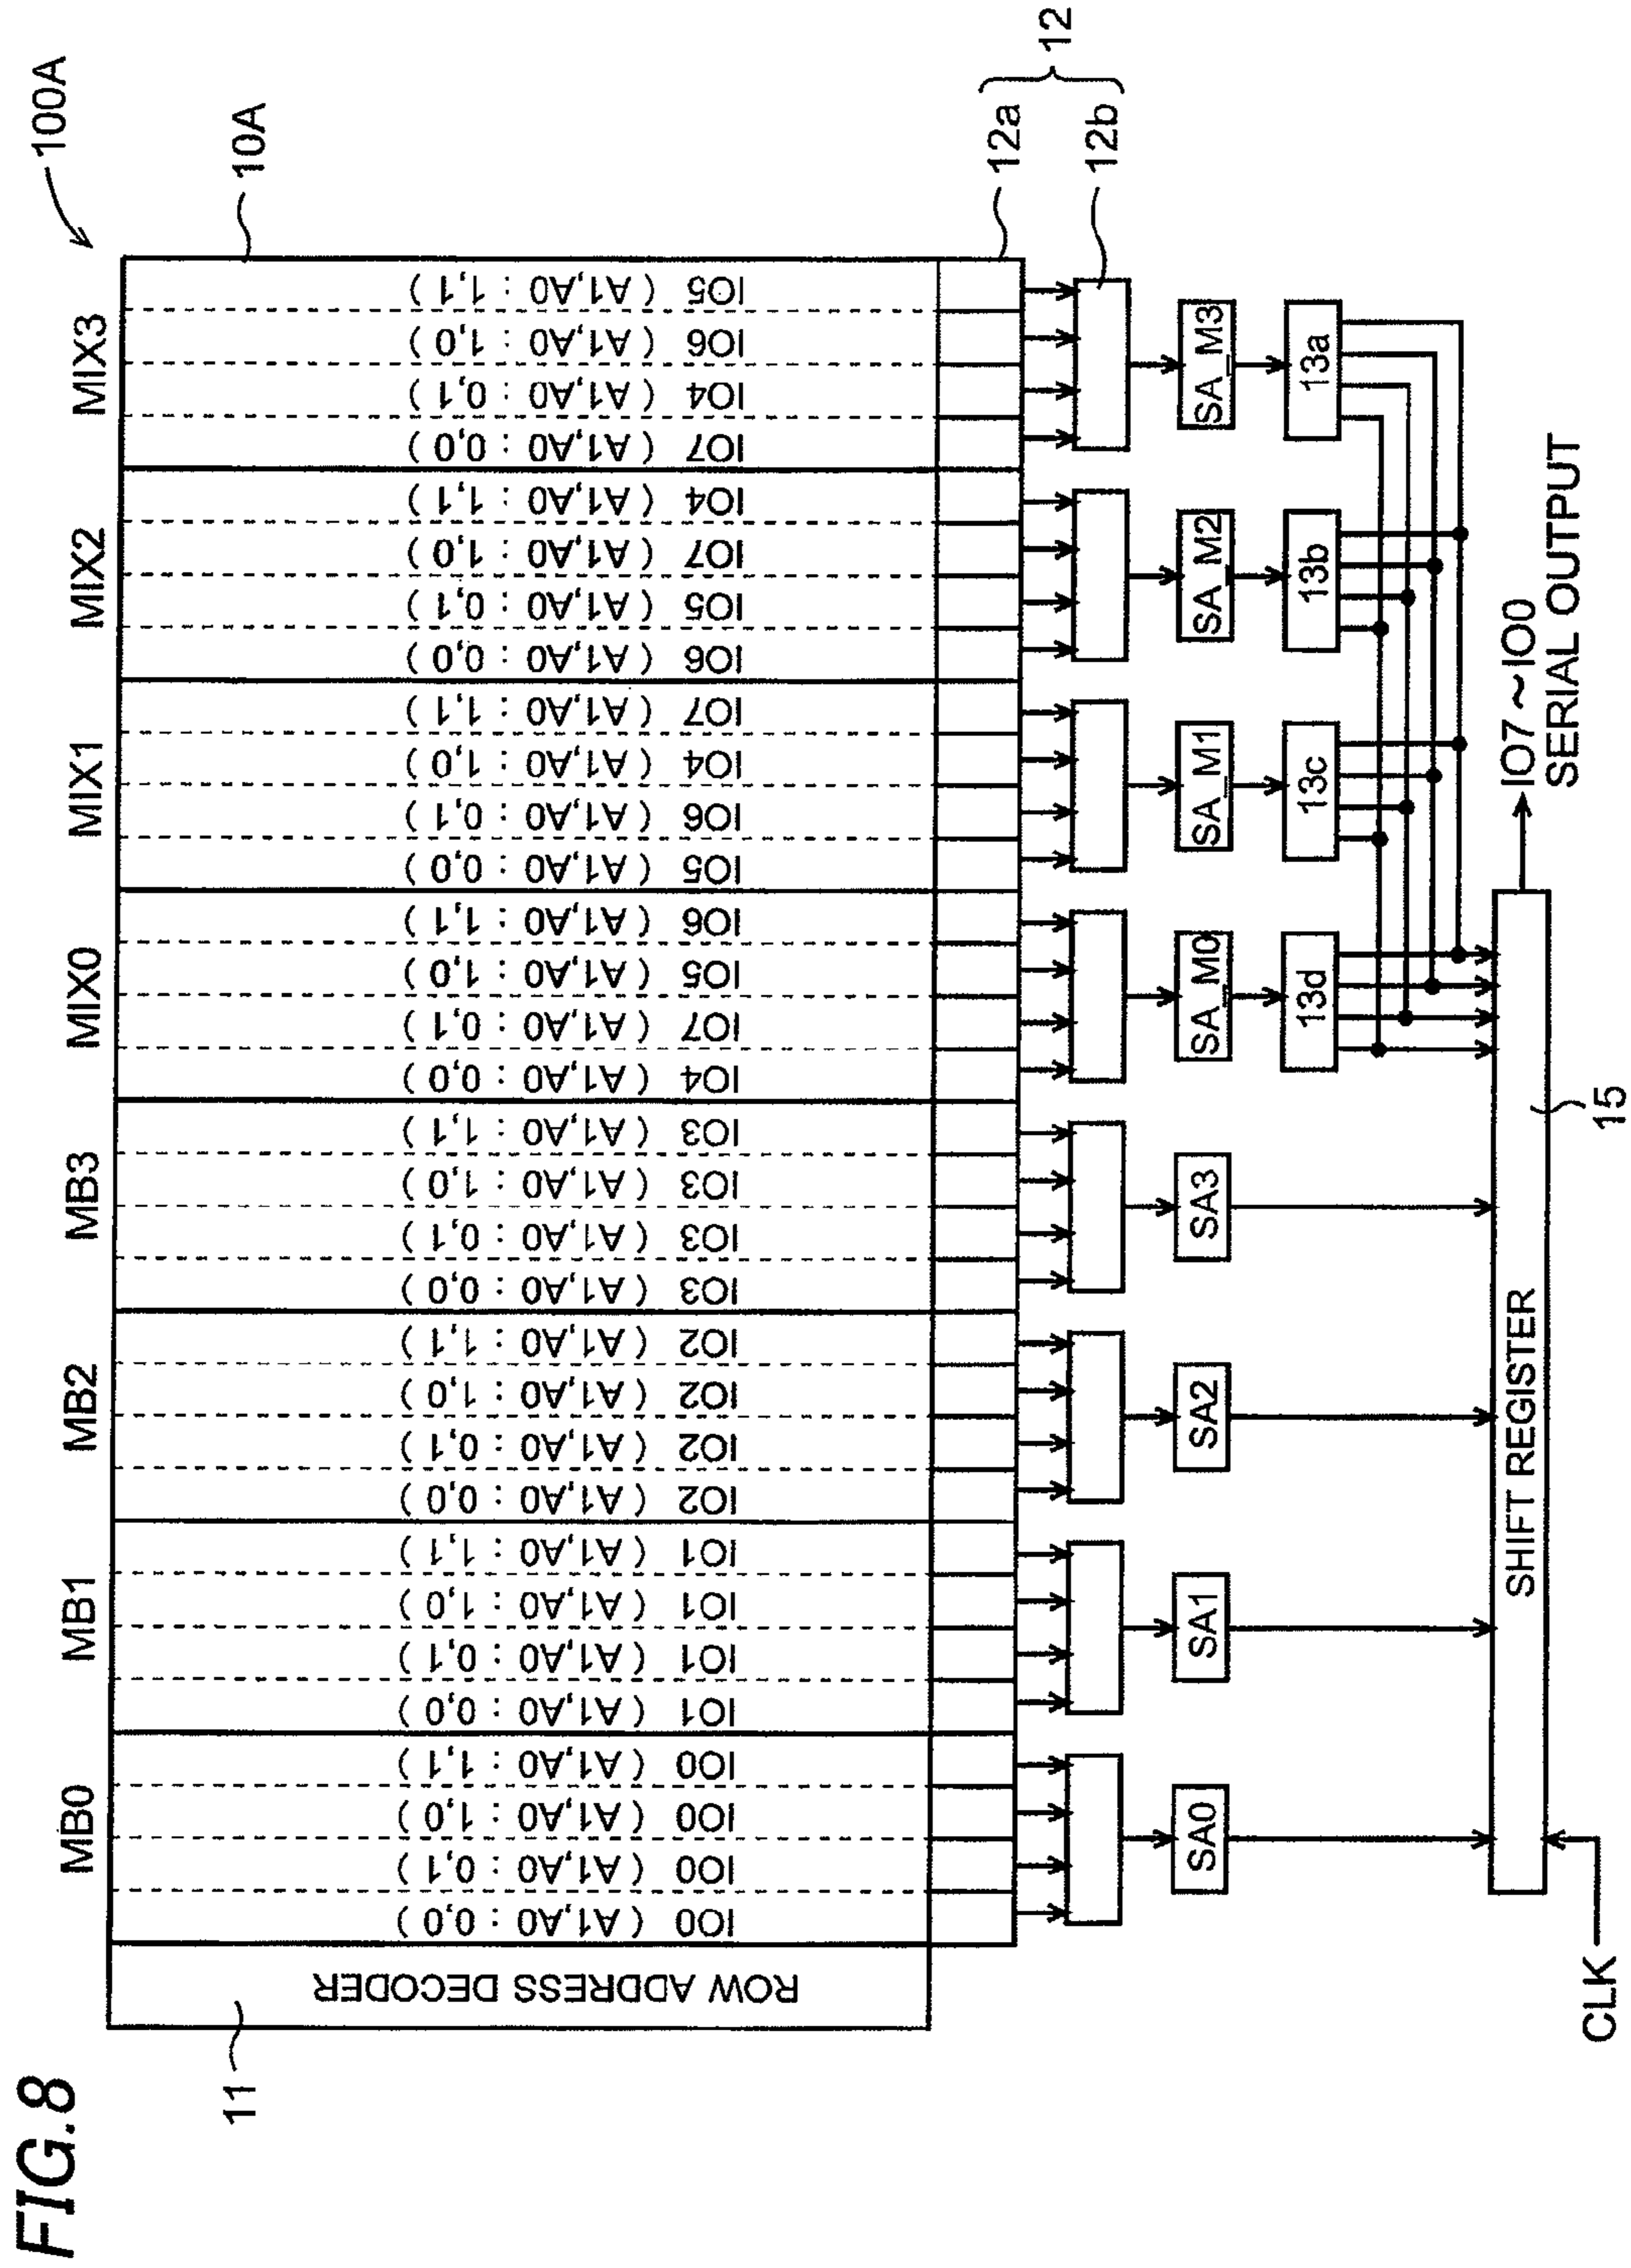 FIG.8
100A
MB0 MB1 MB2 MB3 MIX0 MIX1 MIX2 MIX3
11
10A
ROW ADDRESS DECODER
IO0 ( A1,A0 : 0,0 )
IO0 ( A1,A0 : 0,1 )
IO0 ( A1,A0 : 1,0 )
IO0 ( A1,A0 : 1,1 )
IO1 ( A1,A0 : 0,0 )
IO1 ( A1,A0 : 0,1 )
IO1 ( A1,A0 : 1,0 )
IO1 ( A1,A0 : 1,1 )
IO2 ( A1,A0 : 0,0 )
IO2 ( A1,A0 : 0,1 )
IO2 ( A1,A0 : 1,0 )
IO2 ( A1,A0 : 1,1 )
IO3 ( A1,A0 : 0,0 )
IO3 ( A1,A0 : 0,1 )
IO3 ( A1,A0 : 1,0 )
IO3 ( A1,A0 : 1,1 )
IO4 ( A1,A0 : 0,0 )
IO7 ( A1,A0 : 0,1 )
IO5 ( A1,A0 : 1,0 )
IO6 ( A1,A0 : 1,1 )
IO5 ( A1,A0 : 0,0 )
IO6 ( A1,A0 : 0,1 )
IO4 ( A1,A0 : 1,0 )
IO7 ( A1,A0 : 1,1 )
IO6 ( A1,A0 : 0,0 )
IO5 ( A1,A0 : 0,1 )
IO7 ( A1,A0 : 1,0 )
IO4 ( A1,A0 : 1,1 )
IO7 ( A1,A0 : 0,0 )
IO4 ( A1,A0 : 0,1 )
IO6 ( A1,A0 : 1,0 )
IO5 ( A1,A0 : 1,1 )
12a
12
12b
SA0 SA1 SA2 SA3 SA_M0 SA_M1 SA_M2 SA_M3
13d 13c 13b 13a
SHIFT REGISTER
IO7~IO0
SERIAL OUTPUT
CLK
15